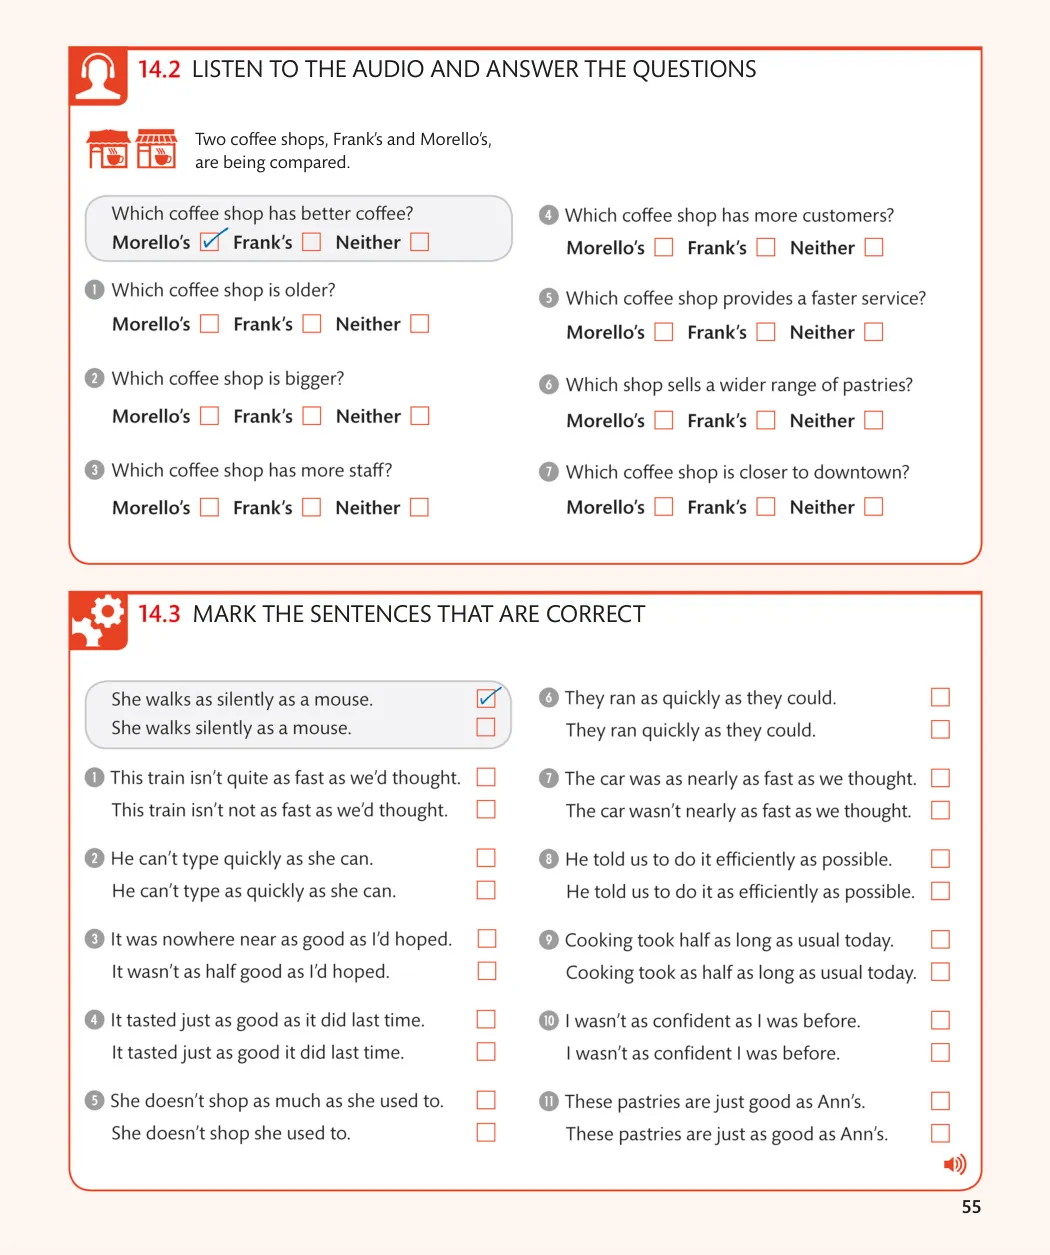 14.2 LISTEN TO THE AUDIO AND ANSWER THE QUESTIONS
Two coffee shops, Frank's and Morello's,
are being compared.
Which coffee shop has better coffee?
Morello's Frank's Neither
1 Which coffee shop is older?
Morello's Frank's Neither
2 Which coffee shop is bigger?
Morello's Frank's Neither
3 Which coffee shop has more staff?
Morello's Frank's Neither
4 Which coffee shop has more customers?
Morello's Frank's Neither
5 Which coffee shop provides a faster service?
Morello's Frank's Neither
6 Which shop sells a wider range of pastries?
Morello's Frank's Neither
7 Which coffee shop is closer to downtown?
Morello's Frank's Neither
14.3 MARK THE SENTENCES THAT ARE CORRECT
She walks as silently as a mouse.
She walks silently as a mouse.
1 This train isn't quite as fast as we'd thought.
This train isn't not as fast as we'd thought.
2 He can't type quickly as she can.
He can't type as quickly as she can.
3 It was nowhere near as good as I'd hoped.
It wasn't as half good as I'd hoped.
4 It tasted just as good as it did last time.
It tasted just as good it did last time.
5 She doesn't shop as much as she used to.
She doesn't shop she used to.
6 They ran as quickly as they could.
They ran quickly as they could.
7 The car was as nearly as fast as we thought.
The car wasn't nearly as fast as we thought.
8 He told us to do it efficiently as possible.
He told us to do it as efficiently as possible.
9 Cooking took half as long as usual today.
Cooking took as half as long as usual today.
10 I wasn't as confident as I was before.
I wasn't as confident I was before.
11 These pastries are just good as Ann's.
These pastries are just as good as Ann's.
55